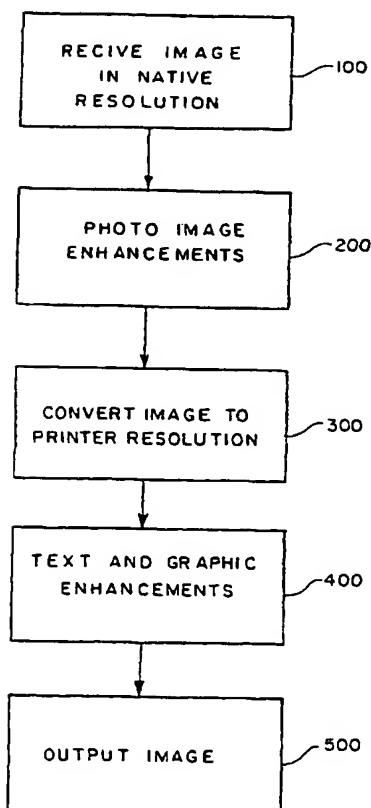 RECIVE IMAGE
IN NATIVE
RESOLUTION
100
PHOTO IMAGE
ENHANCEMENTS
200
CONVERT IMAGE TO
PRINTER RESOLUTION
300
TEXT AND GRAPHIC
ENHANCEMENTS
400
OUTPUT IMAGE
500